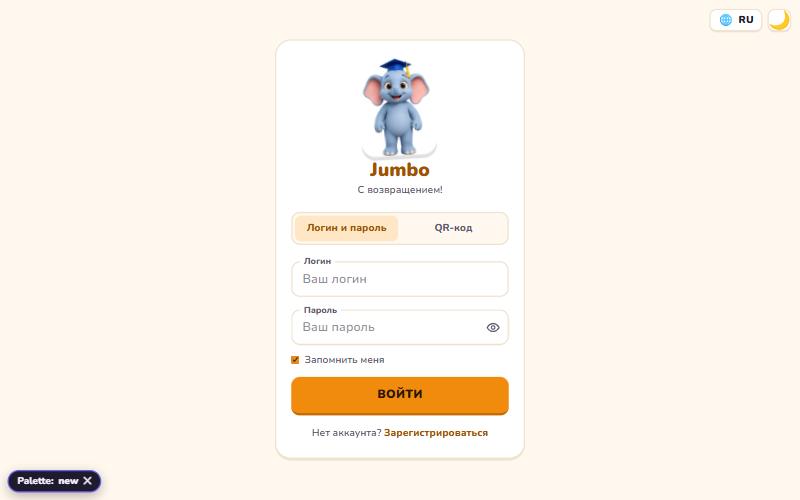 RU
Jumbo
С возвращением!
Логин и пароль
QR-код
Логин
Ваш логин
Пароль
Ваш пароль
Запомнить меня
ВОЙТИ
Нет аккаунта? Зарегистрироваться
Palette: new ✕